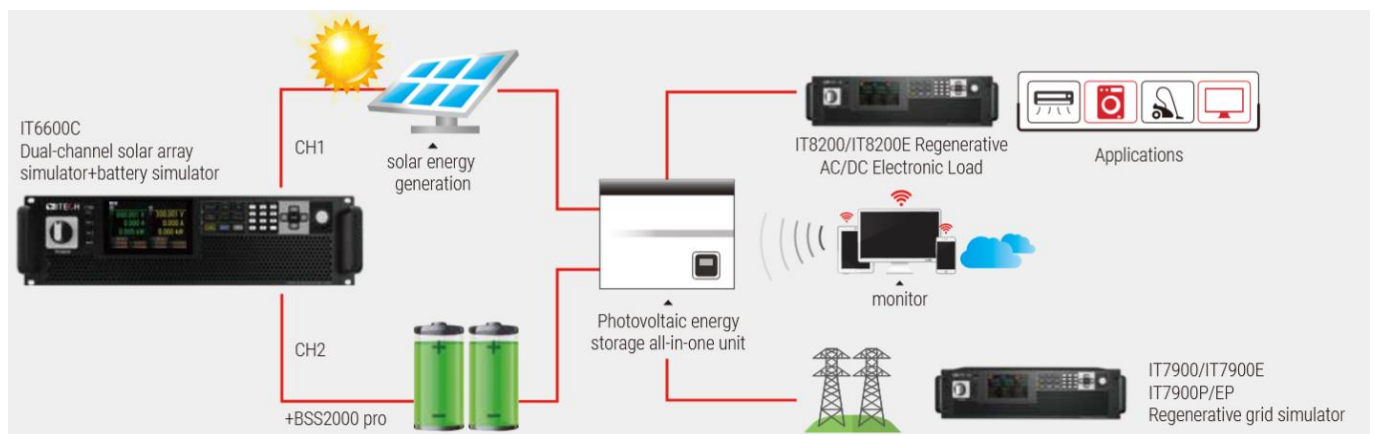 IT6600C
Dual-channel solar array
simulator+battery simulator
ITECH
CH1
solar energy
generation
CH2
+BSS2000 pro
Photovoltaic energy
storage all-in-one unit
IT8200/IT8200E Regenerative
AC/DC Electronic Load
Applications
monitor
IT7900/IT7900E
IT7900P/EP
Regenerative grid simulator